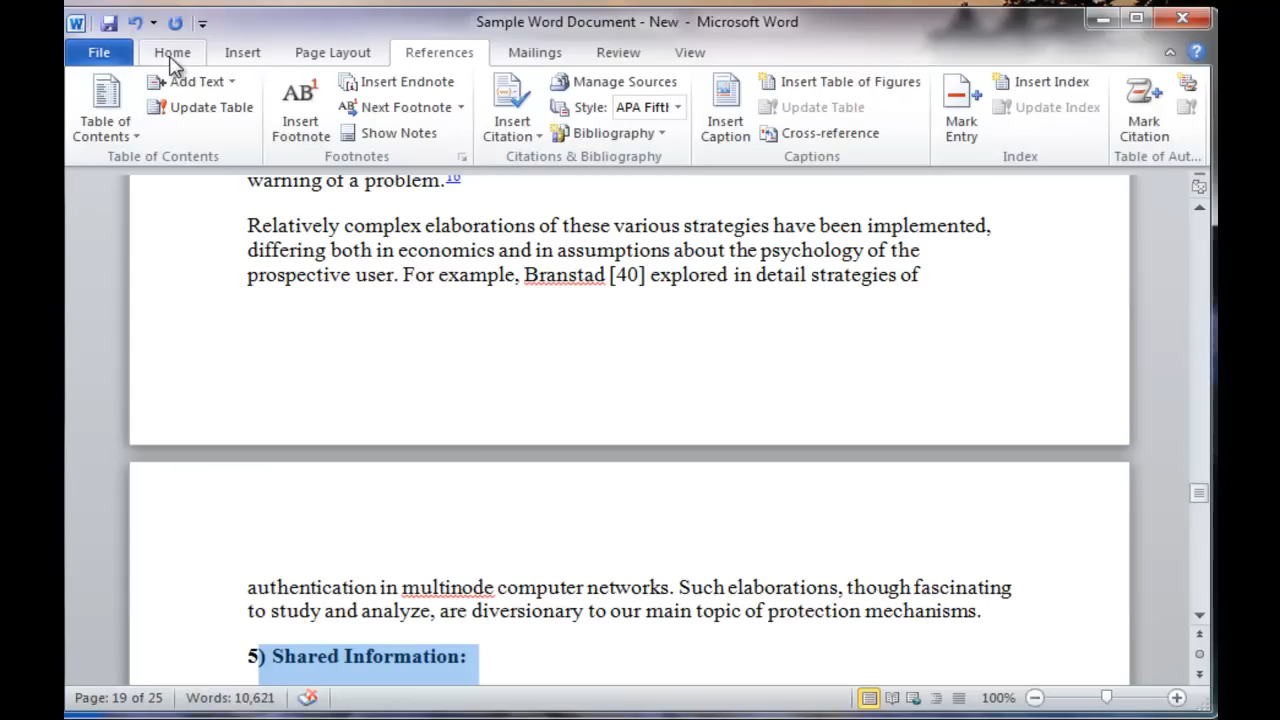 Sample Word Document - New - Microsoft Word
File Home Insert Page Layout References Mailings Review View
Add Text Insert Endnote Manage Sources Insert Table of Figures Insert Index
Update Table Next Footnote Style: APA Fifth Update Table Update Index
Table of Contents Insert Footnote Show Notes Insert Citation Bibliography Insert Caption Cross-reference Mark Entry Mark Citation
Table of Contents Footnotes Citations & Bibliography Captions Index Table of Aut...
warning of a problem.16
Relatively complex elaborations of these various strategies have been implemented,
differing both in economics and in assumptions about the psychology of the
prospective user. For example, Branstad [40] explored in detail strategies of
authentication in multinode computer networks. Such elaborations, though fascinating
to study and analyze, are diversionary to our main topic of protection mechanisms.
5) Shared Information:
Page: 19 of 25 Words: 10,621 100%